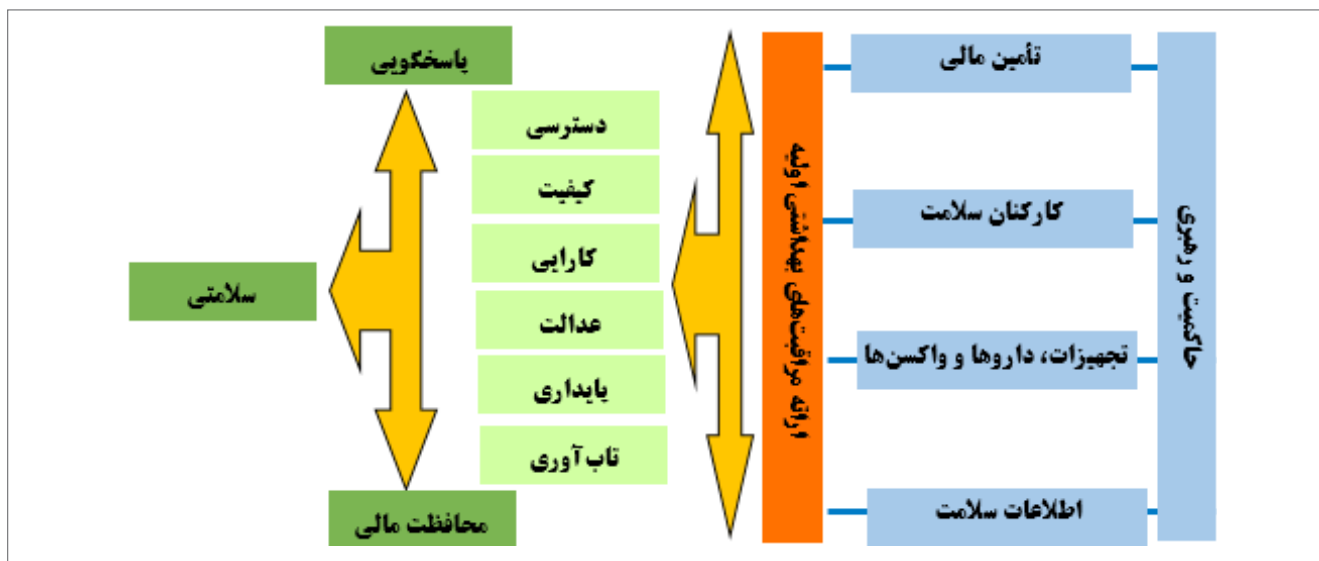 حاکمیت و رهبری
تأمین مالی
کارکنان سلامت
تجهیزات، داروها و واکسن‌ها
اطلاعات سلامت
ارائه مراقبت‌های بهداشتی اولیه
دسترسی
کیفیت
کارایی
عدالت
پایداری
تاب‌آوری
پاسخگویی
سلامتی
محافظت مالی